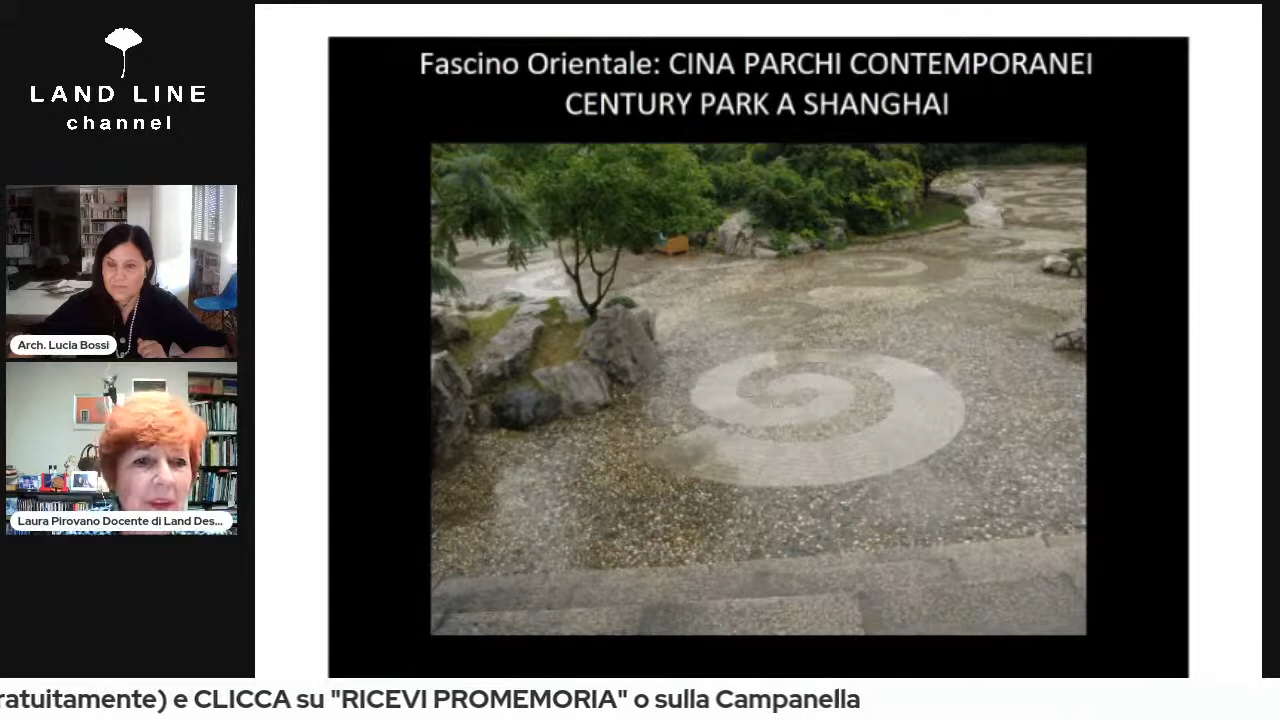 LAND LINE
channel
Fascino Orientale: CINA PARCHI CONTEMPORANEI
CENTURY PARK A SHANGHAI
Arch. Lucia Bossi
Laura Pirovano Docente di Land Des...
ratuitamente) e CLICCA su "RICEVI PROMEMORIA" o sulla Campanella